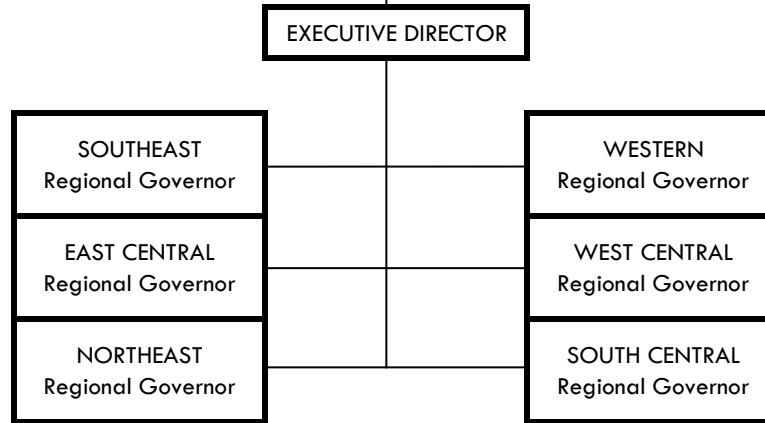 EXECUTIVE DIRECTOR
SOUTHEAST
Regional Governor
EAST CENTRAL
Regional Governor
NORTHEAST
Regional Governor
WESTERN
Regional Governor
WEST CENTRAL
Regional Governor
SOUTH CENTRAL
Regional Governor